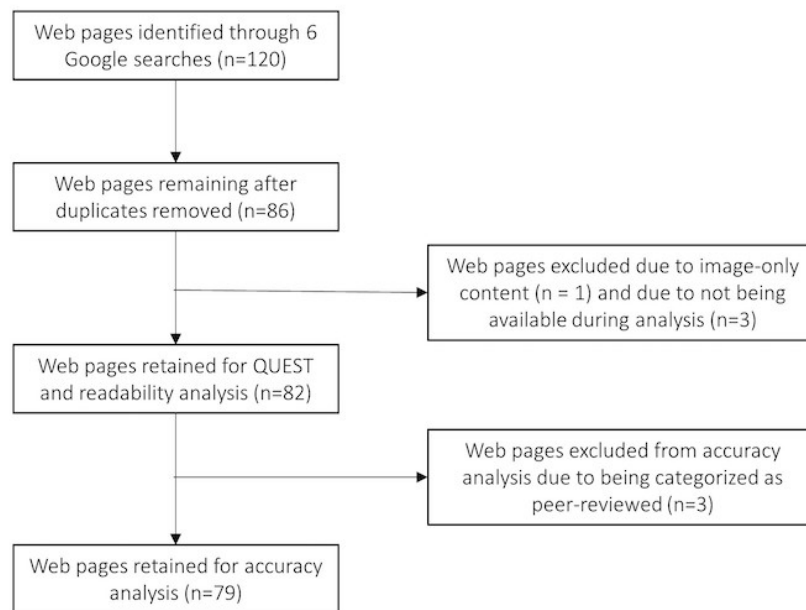 Web pages identified through 6
Google searches (n=120)
Web pages remaining after
duplicates removed (n=86)
Web pages excluded due to image-only
content (n = 1) and due to not being
available during analysis (n=3)
Web pages retained for QUEST
and readability analysis (n=82)
Web pages excluded from accuracy
analysis due to being categorized as
peer-reviewed (n=3)
Web pages retained for accuracy
analysis (n=79)